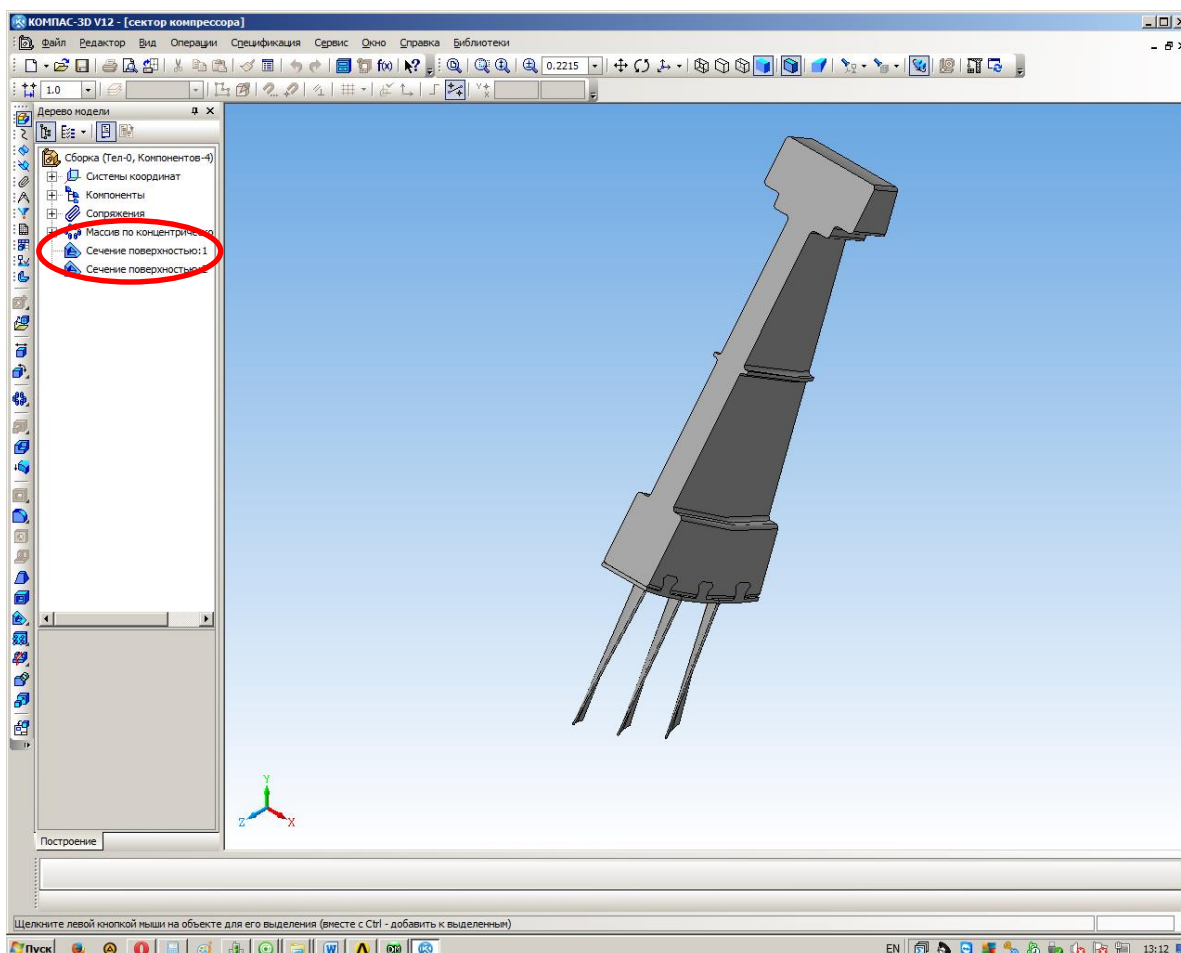 КОМПАС-3D V12 - [сектор компрессора]
Файл Редактор Вид Операции Спецификация Сервис Окно Справка Библиотеки
0.2215
1.0
Дерево модели
Сборка (Тел-0, Компонентов-4)
Системы координат
Компоненты
Сопряжения
Массив по концентрическо
Сечение поверхностью:1
Сечение поверхностью:2
Y
Z X
Построение
Щелкните левой кнопкой мыши на объекте для его выделения (вместе с Ctrl - добавить к выделенным)
Пуск EN 13:12